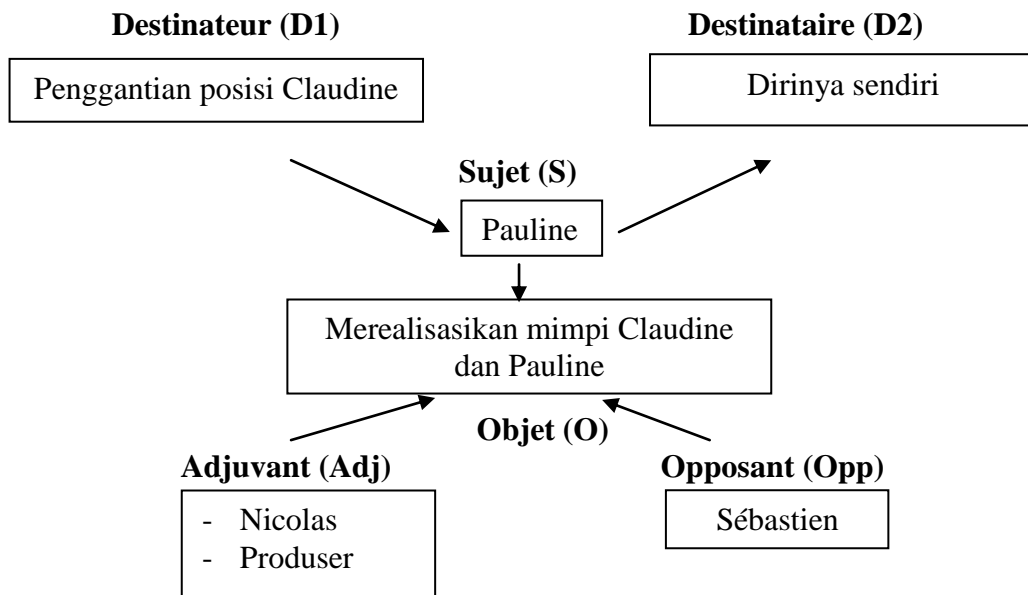 Destinateur (D1)
Destinataire (D2)
Penggantian posisi Claudine
Dirinya sendiri
Sujet (S)
Pauline
Merealisasikan mimpi Claudine
dan Pauline
Objet (O)
Adjuvant (Adj)
Opposant (Opp)
- Nicolas
- Produser
Sébastien